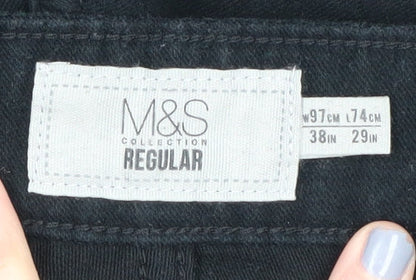 M&S
COLLECTION
REGULAR
W97CM L74CM
38IN 29IN